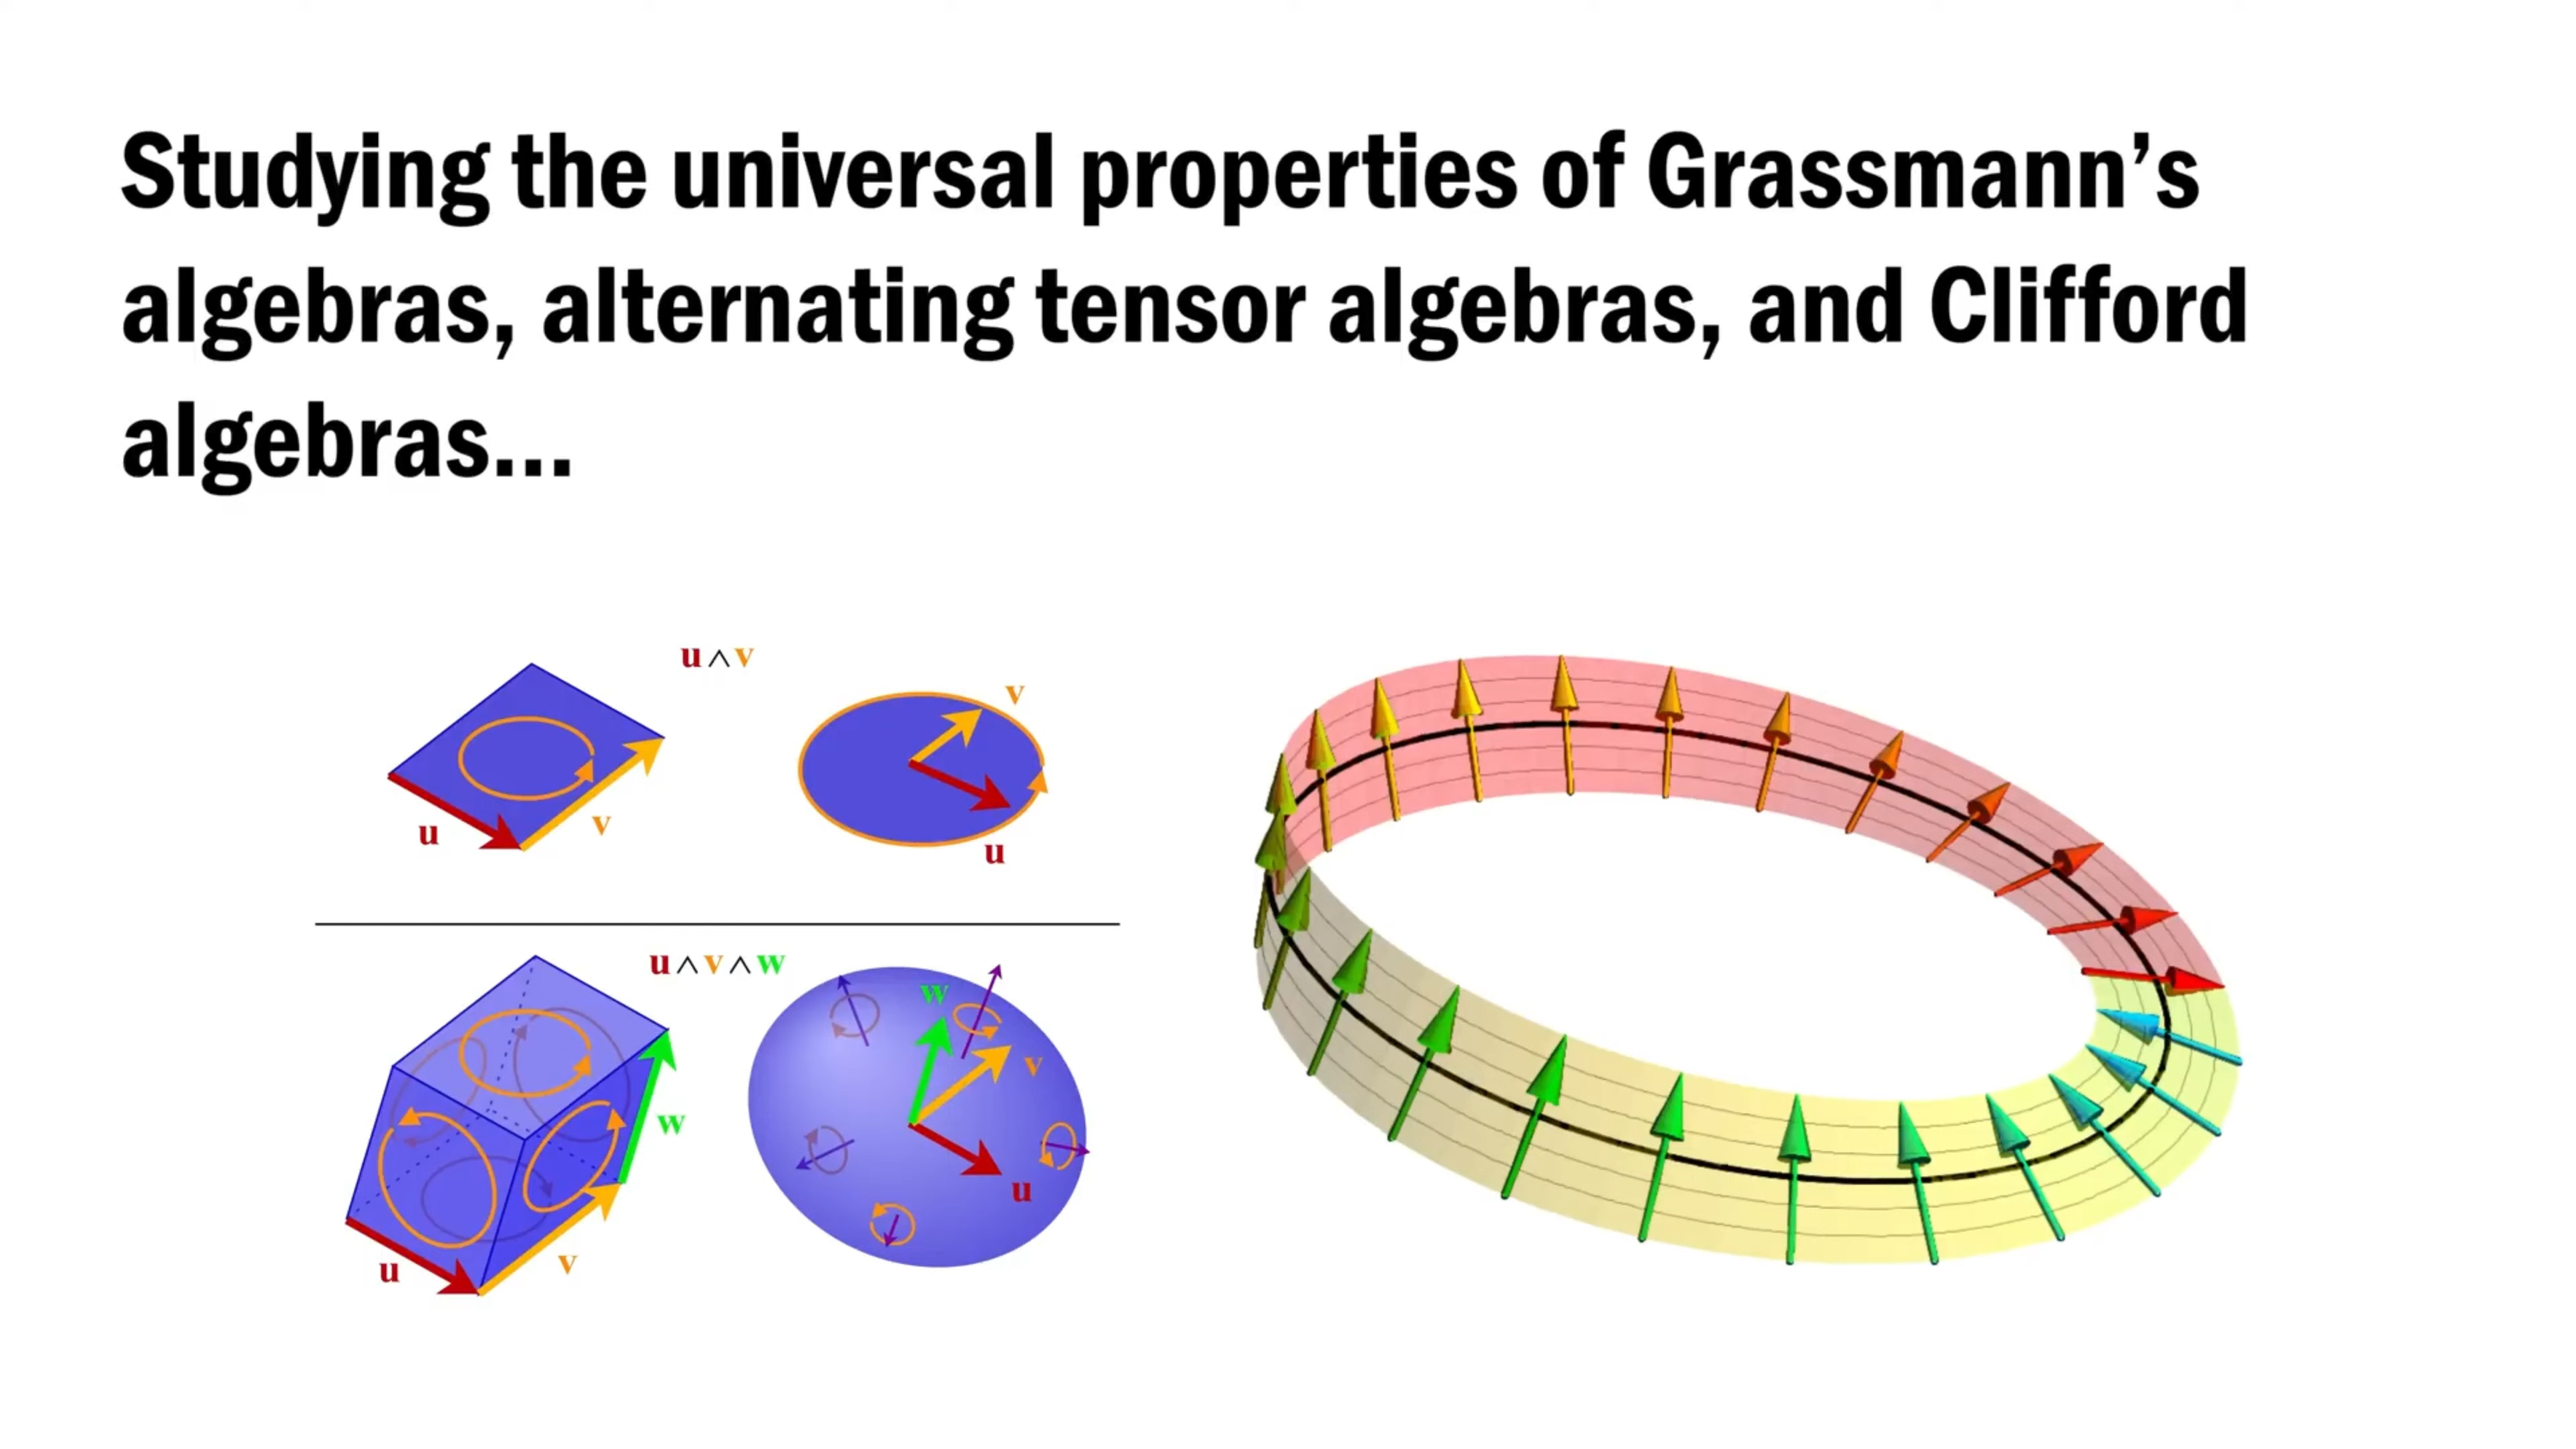 Studying the universal properties of Grassmann’s
algebras, alternating tensor algebras, and Clifford
algebras...
u∧v
v
u
v
u
u∧v∧w
w
v
w
u
v
u